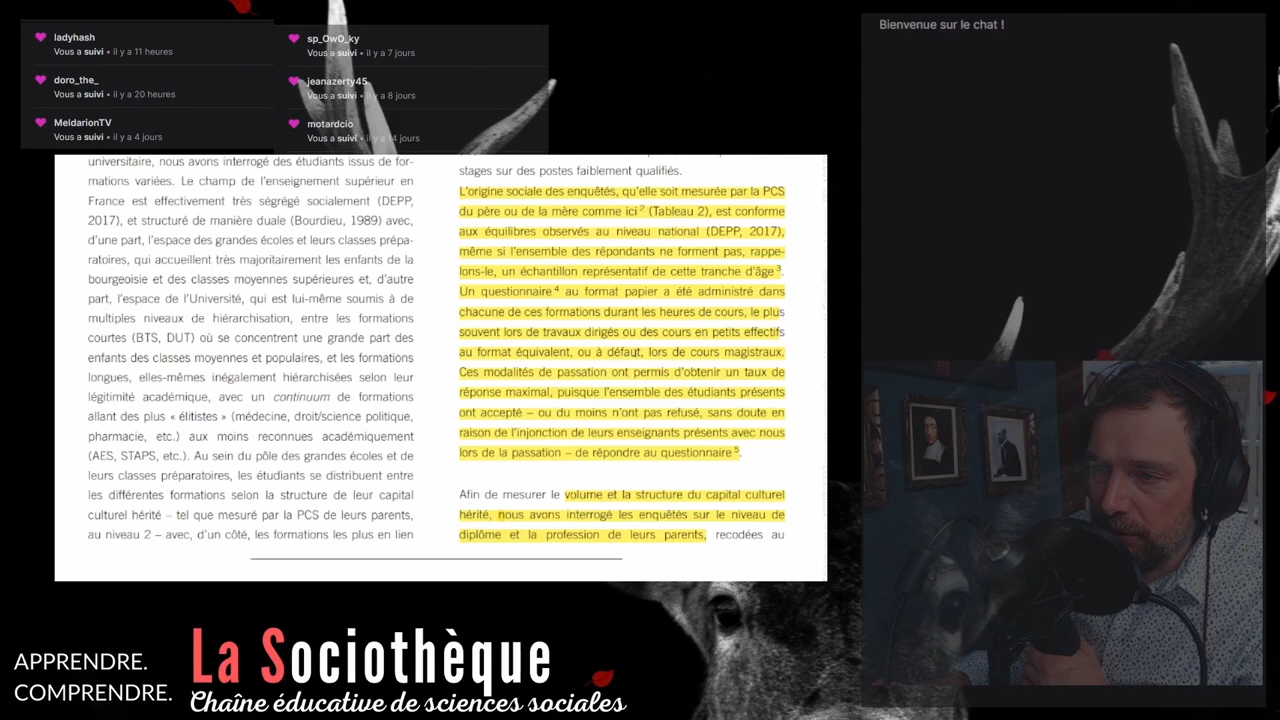 ladyhash
Vous a suivi • il y a 11 heures
doro_the_
Vous a suivi • il y a 20 heures
MeldarionTV
Vous a suivi • il y a 4 jours
sp_OwO_ky
Vous a suivi • il y a 7 jours
jeanazerty45
Vous a suivi • il y a 8 jours
motardcio
Vous a suivi • il y a 14 jours
Bienvenue sur le chat !
universitaire, nous avons interrogé des étudiants issus de for-
mations variées. Le champ de l'enseignement supérieur en
France est effectivement très ségrégé socialement (DEPP,
2017), et structuré de manière duale (Bourdieu, 1989) avec,
d'une part, l'espace des grandes écoles et leurs classes prépa-
ratoires, qui accueillent très majoritairement les enfants de la
bourgeoisie et des classes moyennes supérieures et, d'autre
part, l'espace de l'Université, qui est lui-même soumis à de
multiples niveaux de hiérarchisation, entre les formations
courtes (BTS, DUT) où se concentrent une grande part des
enfants des classes moyennes et populaires, et les formations
longues, elles-mêmes inégalement hiérarchisées selon leur
légitimité académique, avec un continuum de formations
allant des plus « élitistes » (médecine, droit/science politique,
pharmacie, etc.) aux moins reconnues académiquement
(AES, STAPS, etc.). Au sein du pôle des grandes écoles et de
leurs classes préparatoires, les étudiants se distribuent entre
les différentes formations selon la structure de leur capital
culturel hérité – tel que mesuré par la PCS de leurs parents,
au niveau 2 – avec, d'un côté, les formations les plus en lien
stages sur des postes faiblement qualifiés.
L'origine sociale des enquêtés, qu'elle soit mesurée par la PCS
du père ou de la mère comme ici 2 (Tableau 2), est conforme
aux équilibres observés au niveau national (DEPP, 2017),
même si l'ensemble des répondants ne forment pas, rappe-
lons-le, un échantillon représentatif de cette tranche d'âge 3.
Un questionnaire 4 au format papier a été administré dans
chacune de ces formations durant les heures de cours, le plus
souvent lors de travaux dirigés ou des cours en petits effectifs
au format équivalent, ou à défaut, lors de cours magistraux.
Ces modalités de passation ont permis d'obtenir un taux de
réponse maximal, puisque l'ensemble des étudiants présents
ont accepté – ou du moins n'ont pas refusé, sans doute en
raison de l'injonction de leurs enseignants présents avec nous
lors de la passation – de répondre au questionnaire 5.
Afin de mesurer le volume et la structure du capital culturel
hérité, nous avons interrogé les enquêtés sur le niveau de
diplôme et la profession de leurs parents, recodées au
APPRENDRE.
COMPRENDRE.
La Sociothèque
Chaîne éducative de sciences sociales